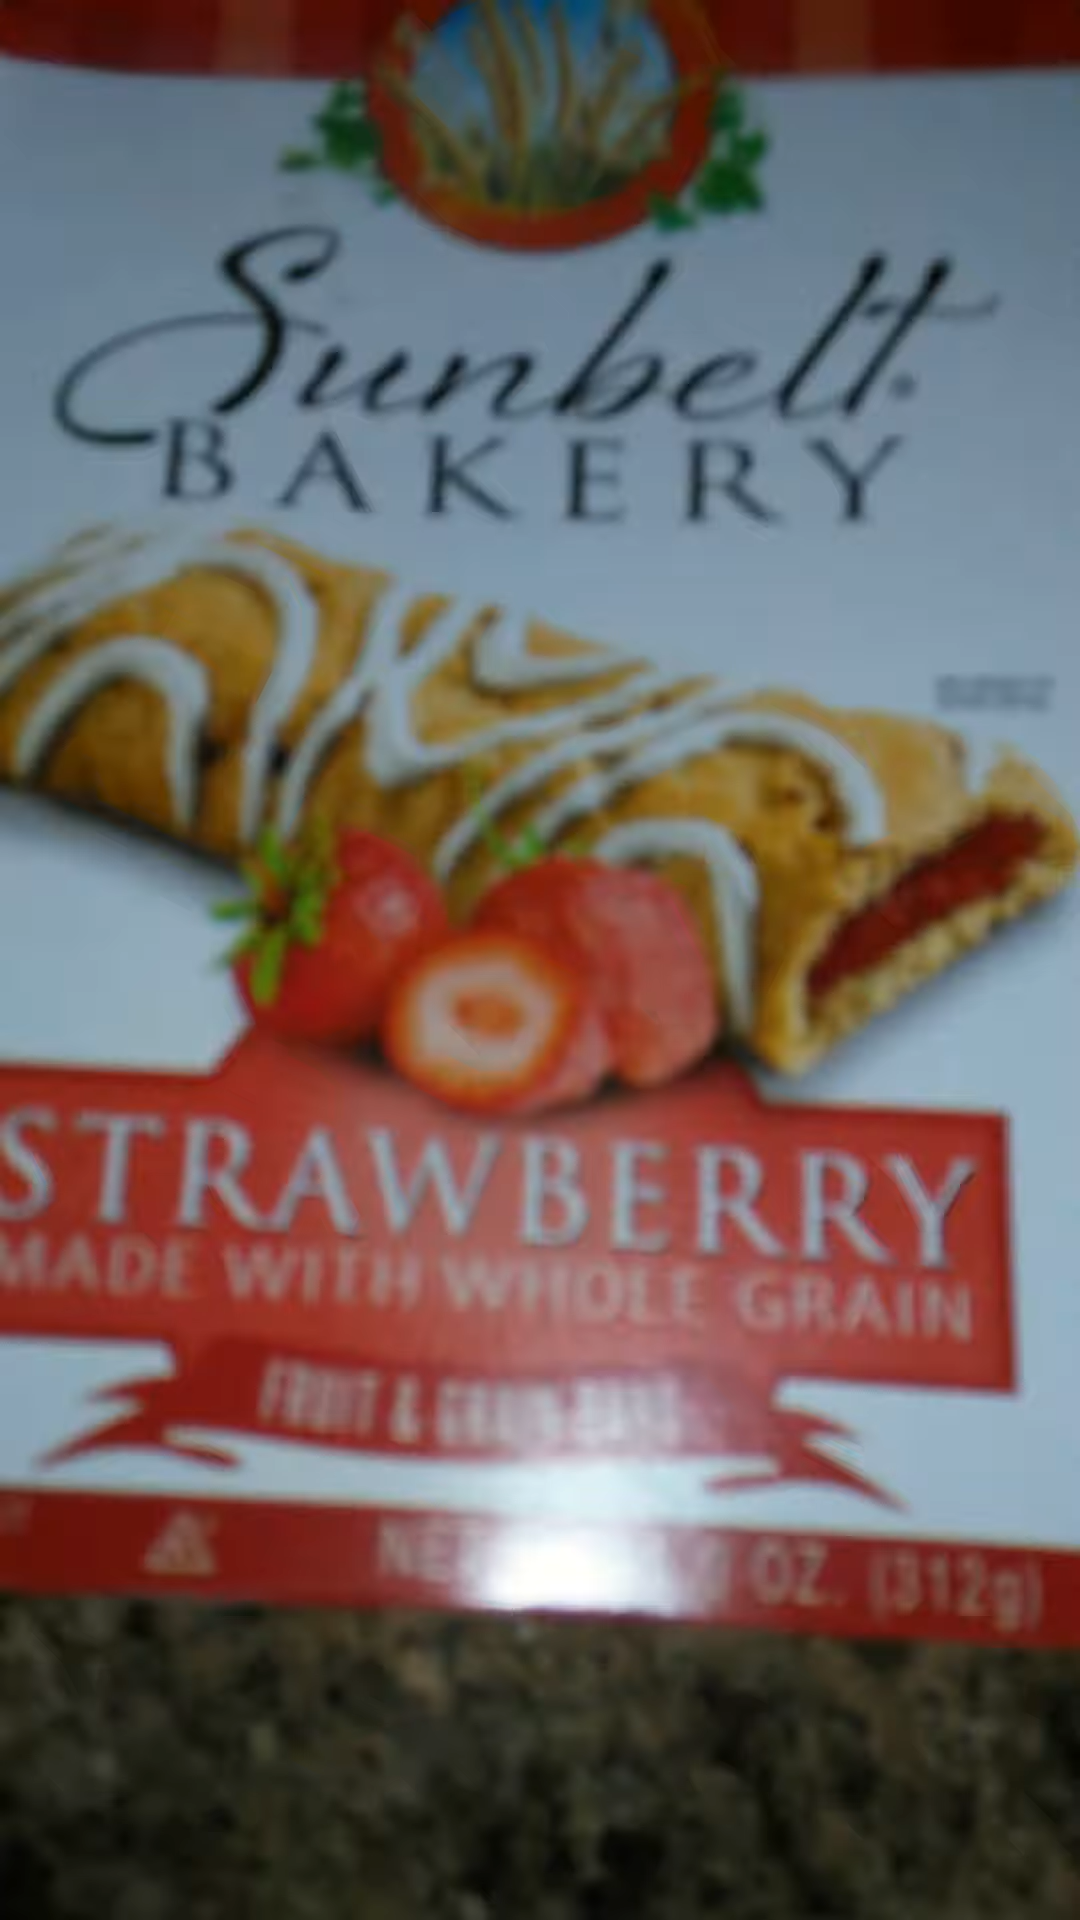 Sunbelt®
BAKERY
STRAWBERRY
MADE WITH WHOLE GRAIN
FRUIT & GRAIN BARS
NET OZ. (312g)